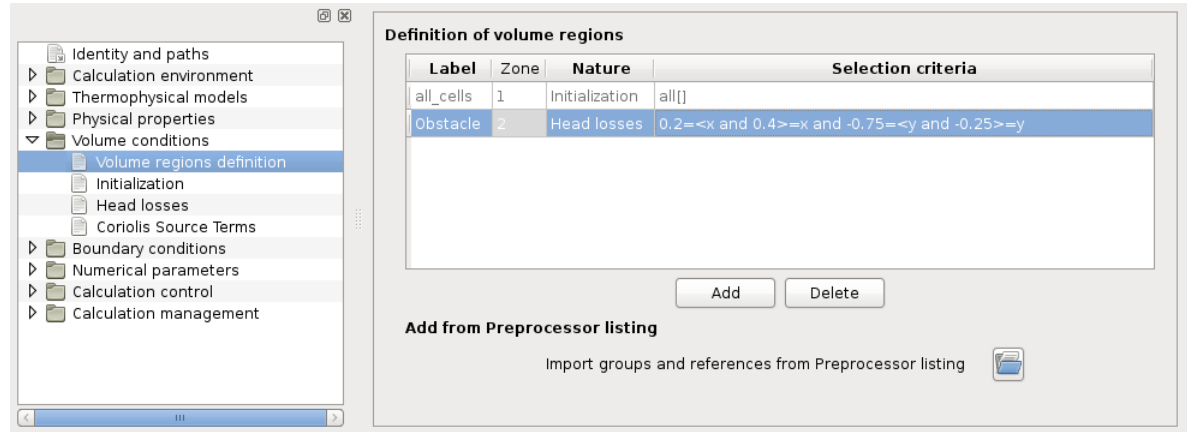 Identity and paths
Calculation environment
Thermophysical models
Physical properties
Volume conditions
Volume regions definition
Initialization
Head losses
Coriolis Source Terms
Boundary conditions
Numerical parameters
Calculation control
Calculation management
Definition of volume regions
Label Zone Nature Selection criteria
all_cells 1 Initialization all[]
Obstacle 2 Head losses 0.2=<x and 0.4>=x and -0.75=<y and -0.25>=y
Add Delete
Add from Preprocessor listing
Import groups and references from Preprocessor listing